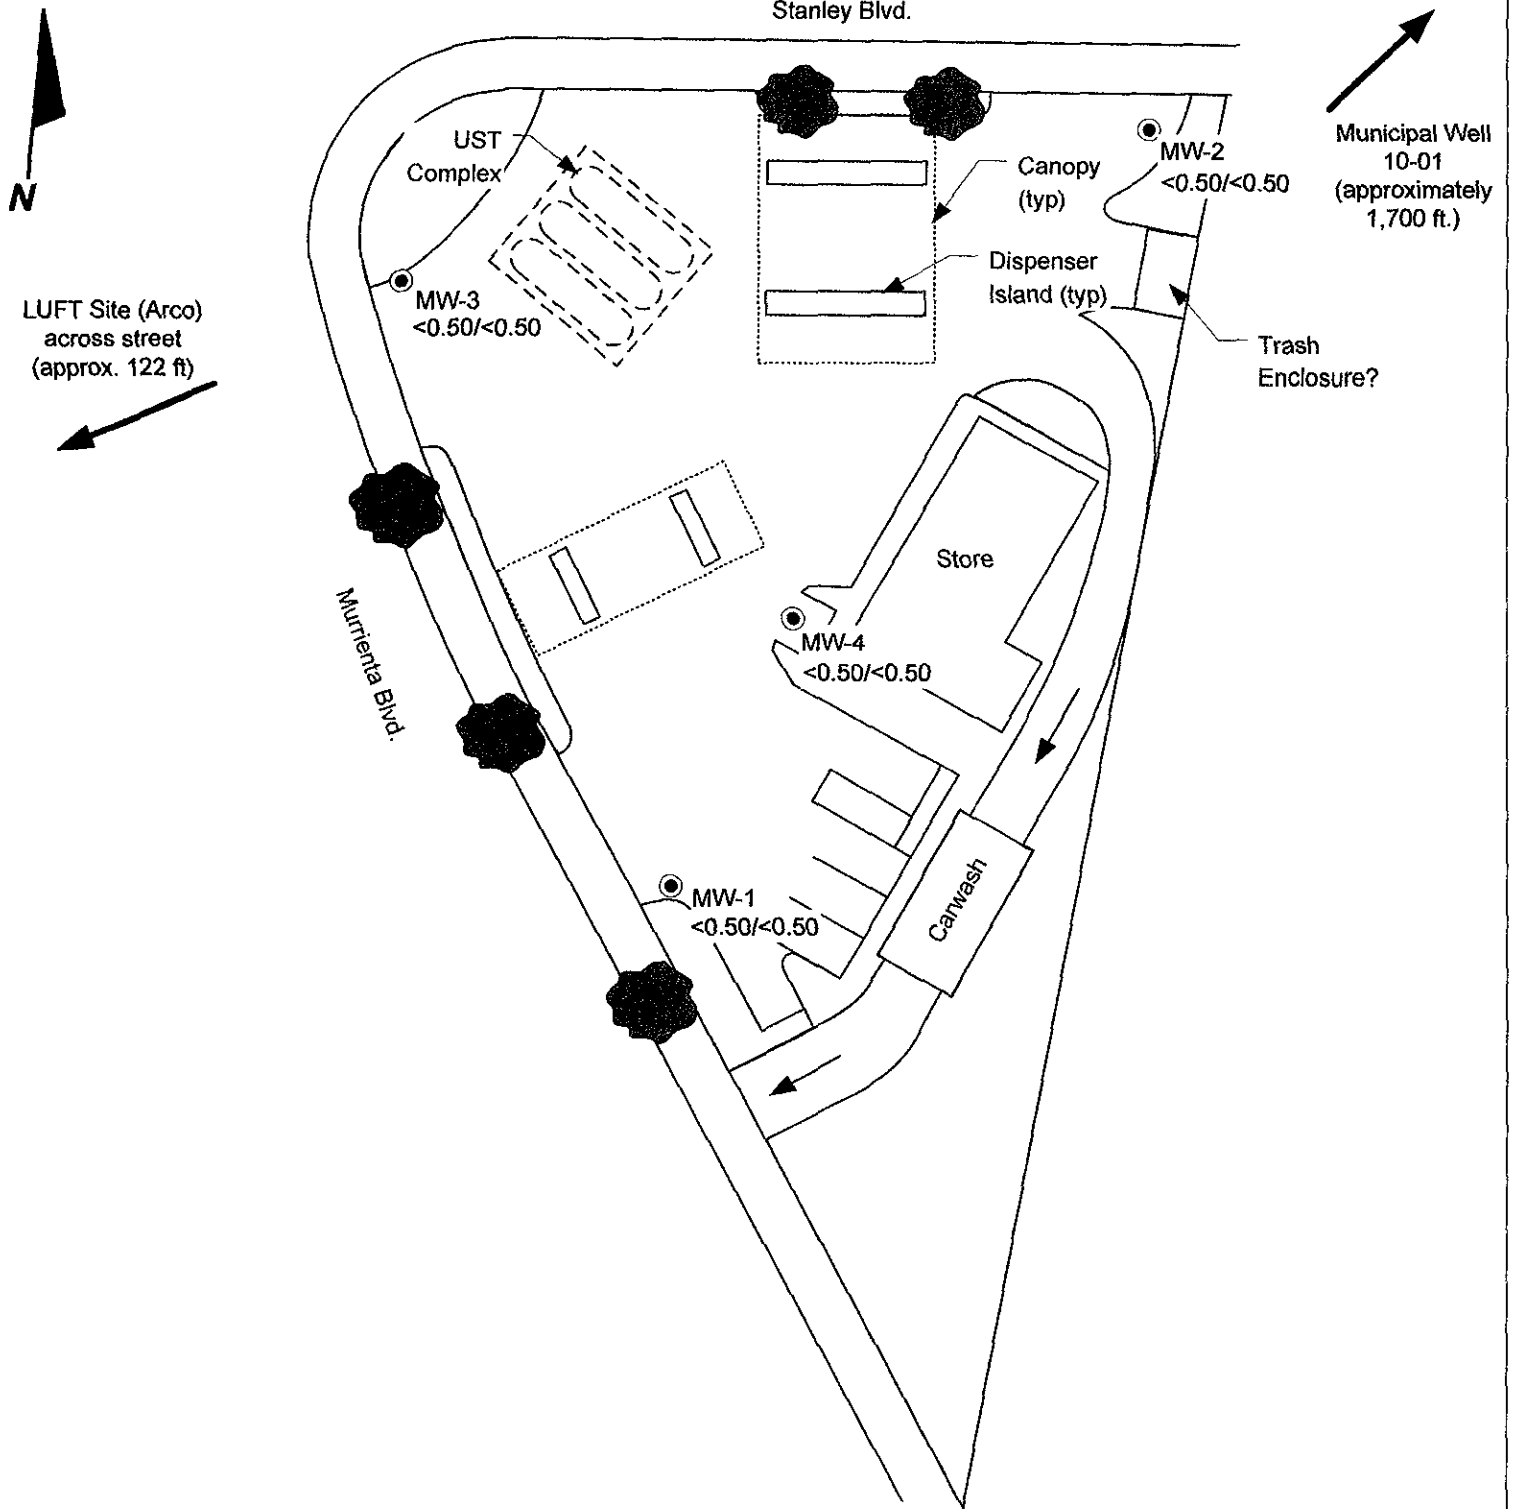 Stanley Blvd.
N
UST
Complex
Municipal Well
10-01
(approximately
1,700 ft.)
MW-2
<0.50/<0.50
Canopy
(typ)
Dispenser
Island (typ)
MW-3
<0.50/<0.50
LUFT Site (Arco)
across street
(approx. 122 ft)
Trash
Enclosure?
Store
Murrienta Blvd.
MW-4
<0.50/<0.50
Carwash
MW-1
<0.50/<0.50